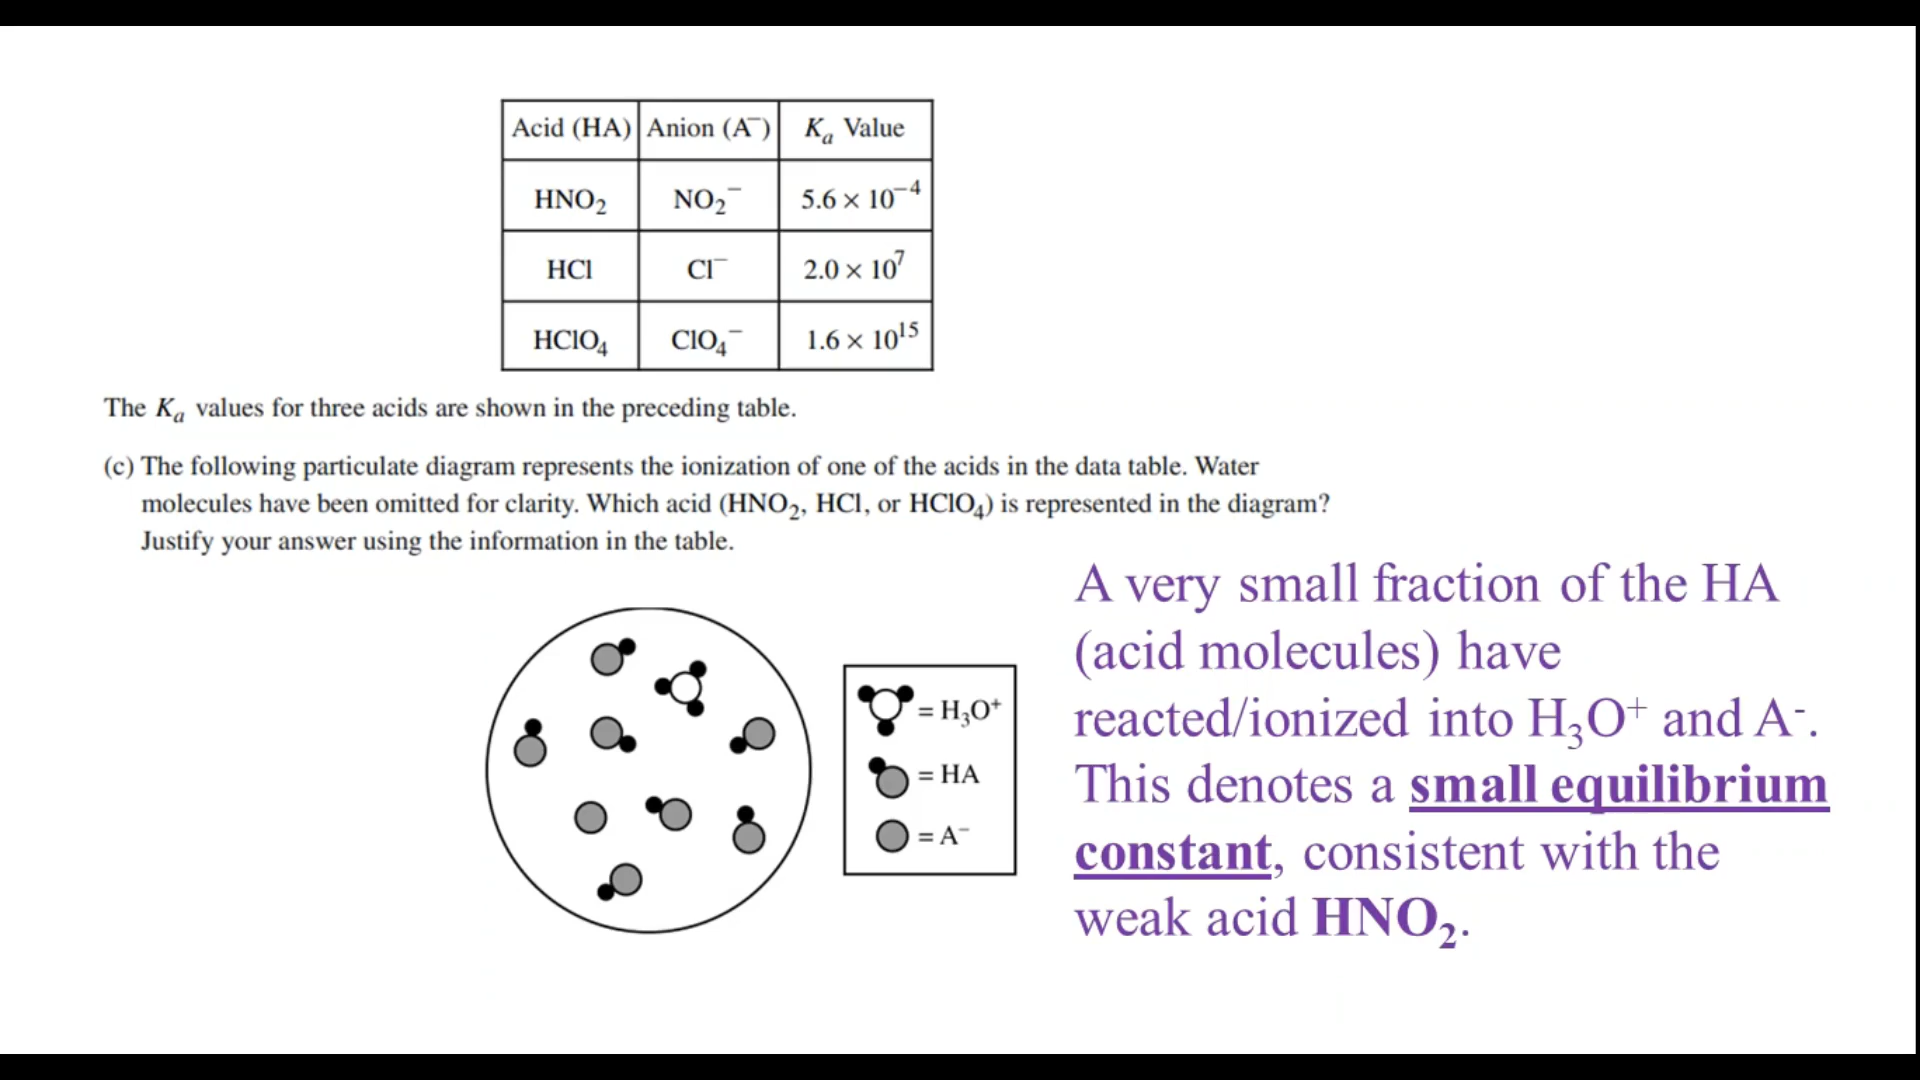 Acid (HA) Anion (A⁻) Kₐ Value
HNO₂ NO₂⁻ 5.6 × 10⁻⁴
HCl Cl⁻ 2.0 × 10⁷
HClO₄ ClO₄⁻ 1.6 × 10¹⁵
The Kₐ values for three acids are shown in the preceding table.
(c) The following particulate diagram represents the ionization of one of the acids in the data table. Water
molecules have been omitted for clarity. Which acid (HNO₂, HCl, or HClO₄) is represented in the diagram?
Justify your answer using the information in the table.
= H₃O⁺
= HA
= A⁻
A very small fraction of the HA
(acid molecules) have
reacted/ionized into H₃O⁺ and A⁻.
This denotes a small equilibrium
constant, consistent with the
weak acid HNO₂.